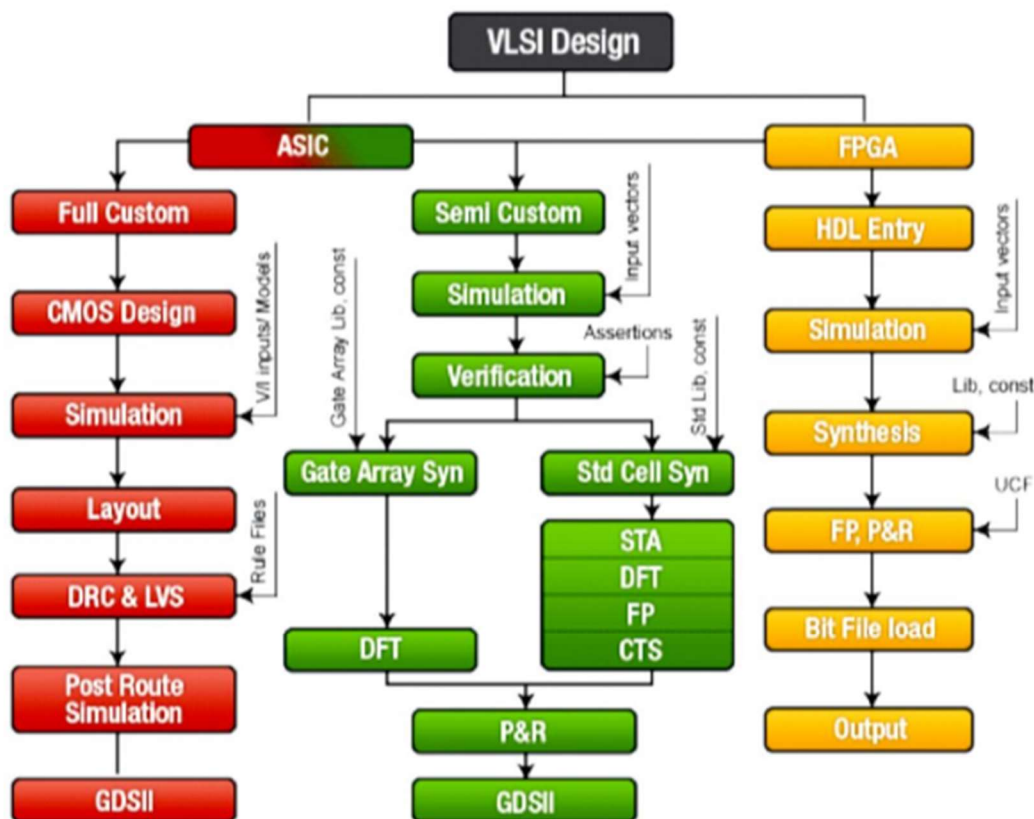 VLSI Design
ASIC
FPGA
Full Custom
CMOS Design
V/I inputs/ Models
Simulation
Layout
Rule Files
DRC & LVS
Post Route
Simulation
GDSII
Semi Custom
Input vectors
Simulation
Assertions
Verification
Gate Array Lib, const
Std Lib, const
Gate Array Syn
Std Cell Syn
DFT
STA
DFT
FP
CTS
P&R
GDSII
HDL Entry
Input vectors
Simulation
Lib, const
Synthesis
UCF
FP, P&R
Bit File load
Output